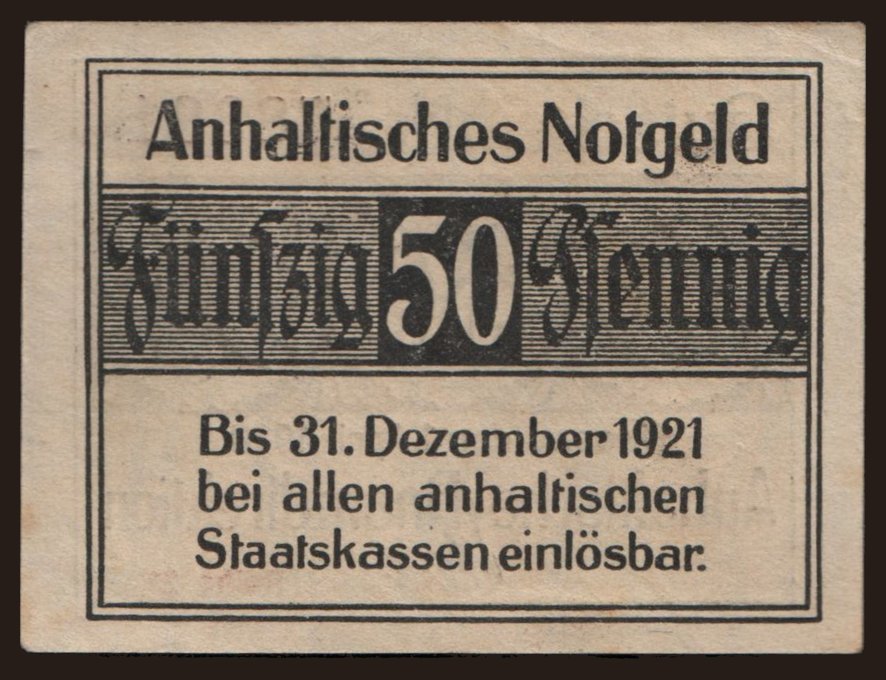 Anhaltisches Notgeld
Fünfzig 50 Pfennig
Bis 31. Dezember 1921
bei allen anhaltischen
Staatskassen einlösbar.